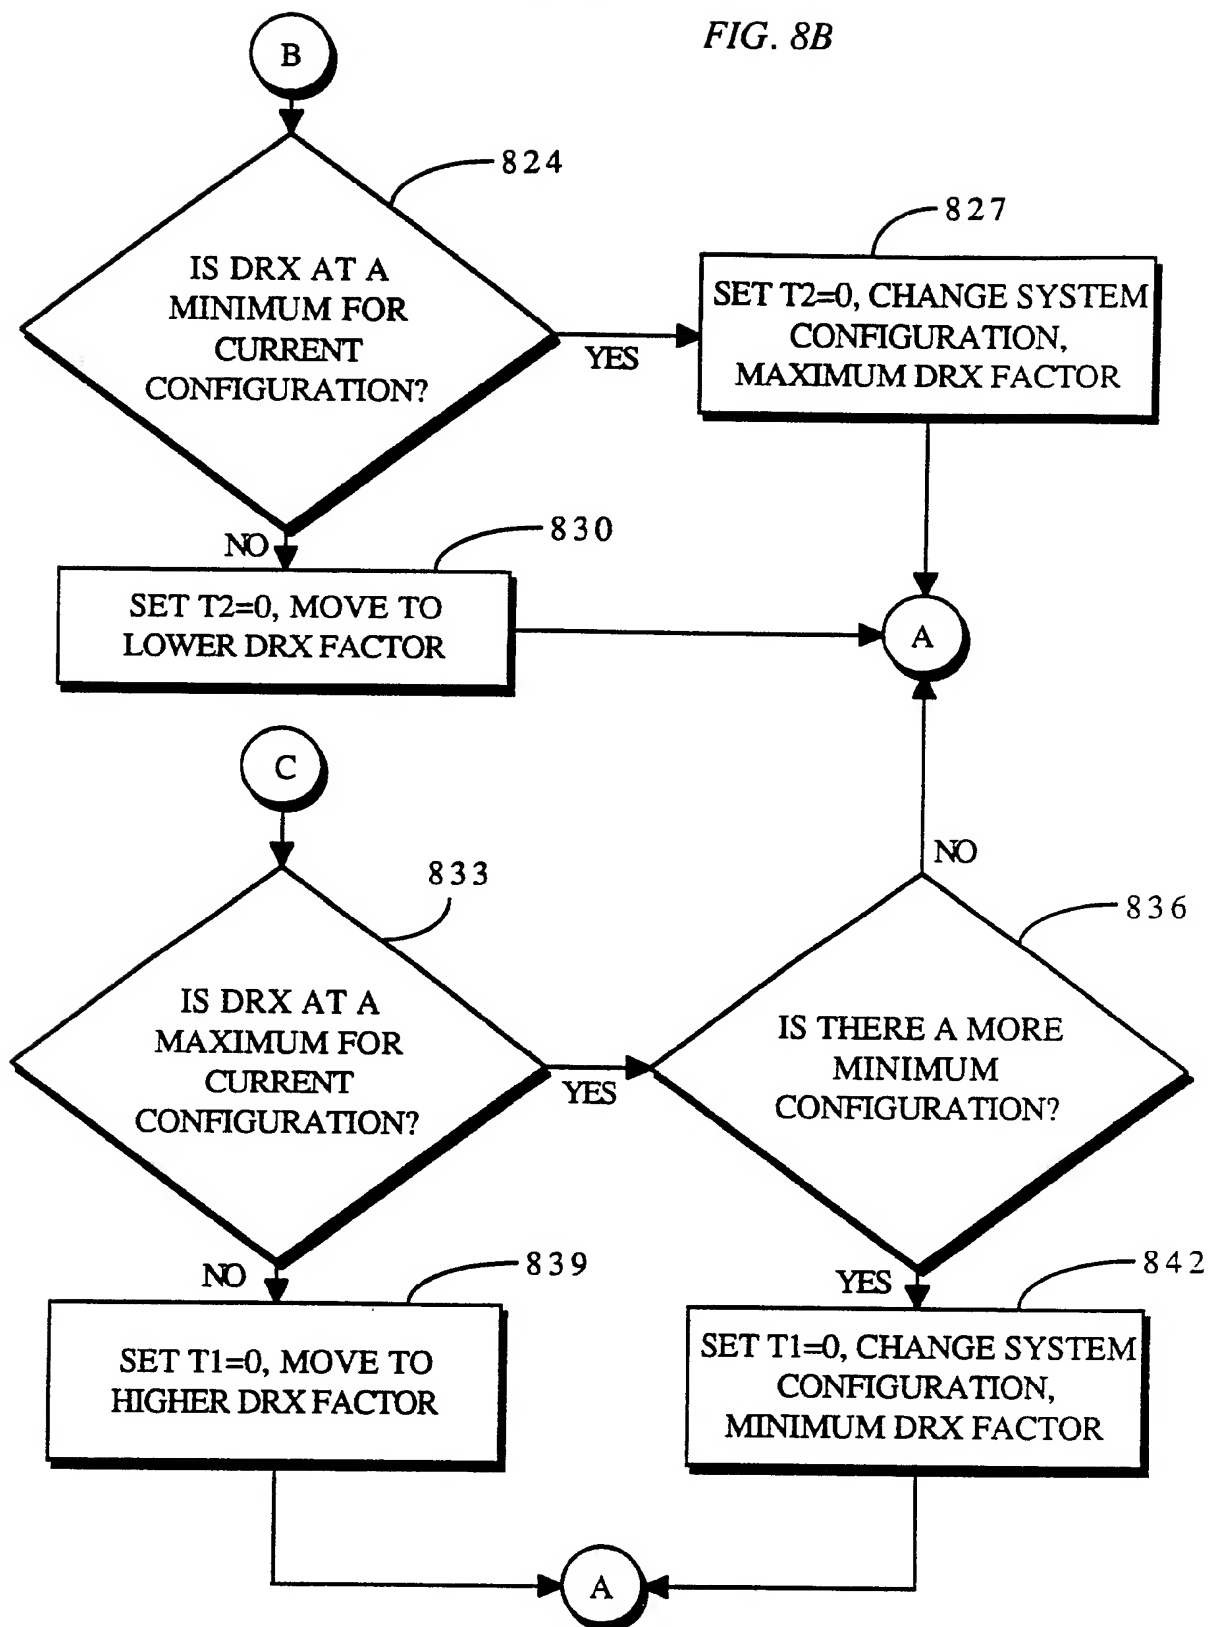 FIG. 8B
B
824
IS DRX AT A
MINIMUM FOR
CURRENT
CONFIGURATION?
YES
827
SET T2=0, CHANGE SYSTEM
CONFIGURATION,
MAXIMUM DRX FACTOR
NO
830
SET T2=0, MOVE TO
LOWER DRX FACTOR
A
C
833
IS DRX AT A
MAXIMUM FOR
CURRENT
CONFIGURATION?
YES
NO
836
IS THERE A MORE
MINIMUM
CONFIGURATION?
NO
839
SET T1=0, MOVE TO
HIGHER DRX FACTOR
YES
842
SET T1=0, CHANGE SYSTEM
CONFIGURATION,
MINIMUM DRX FACTOR
A